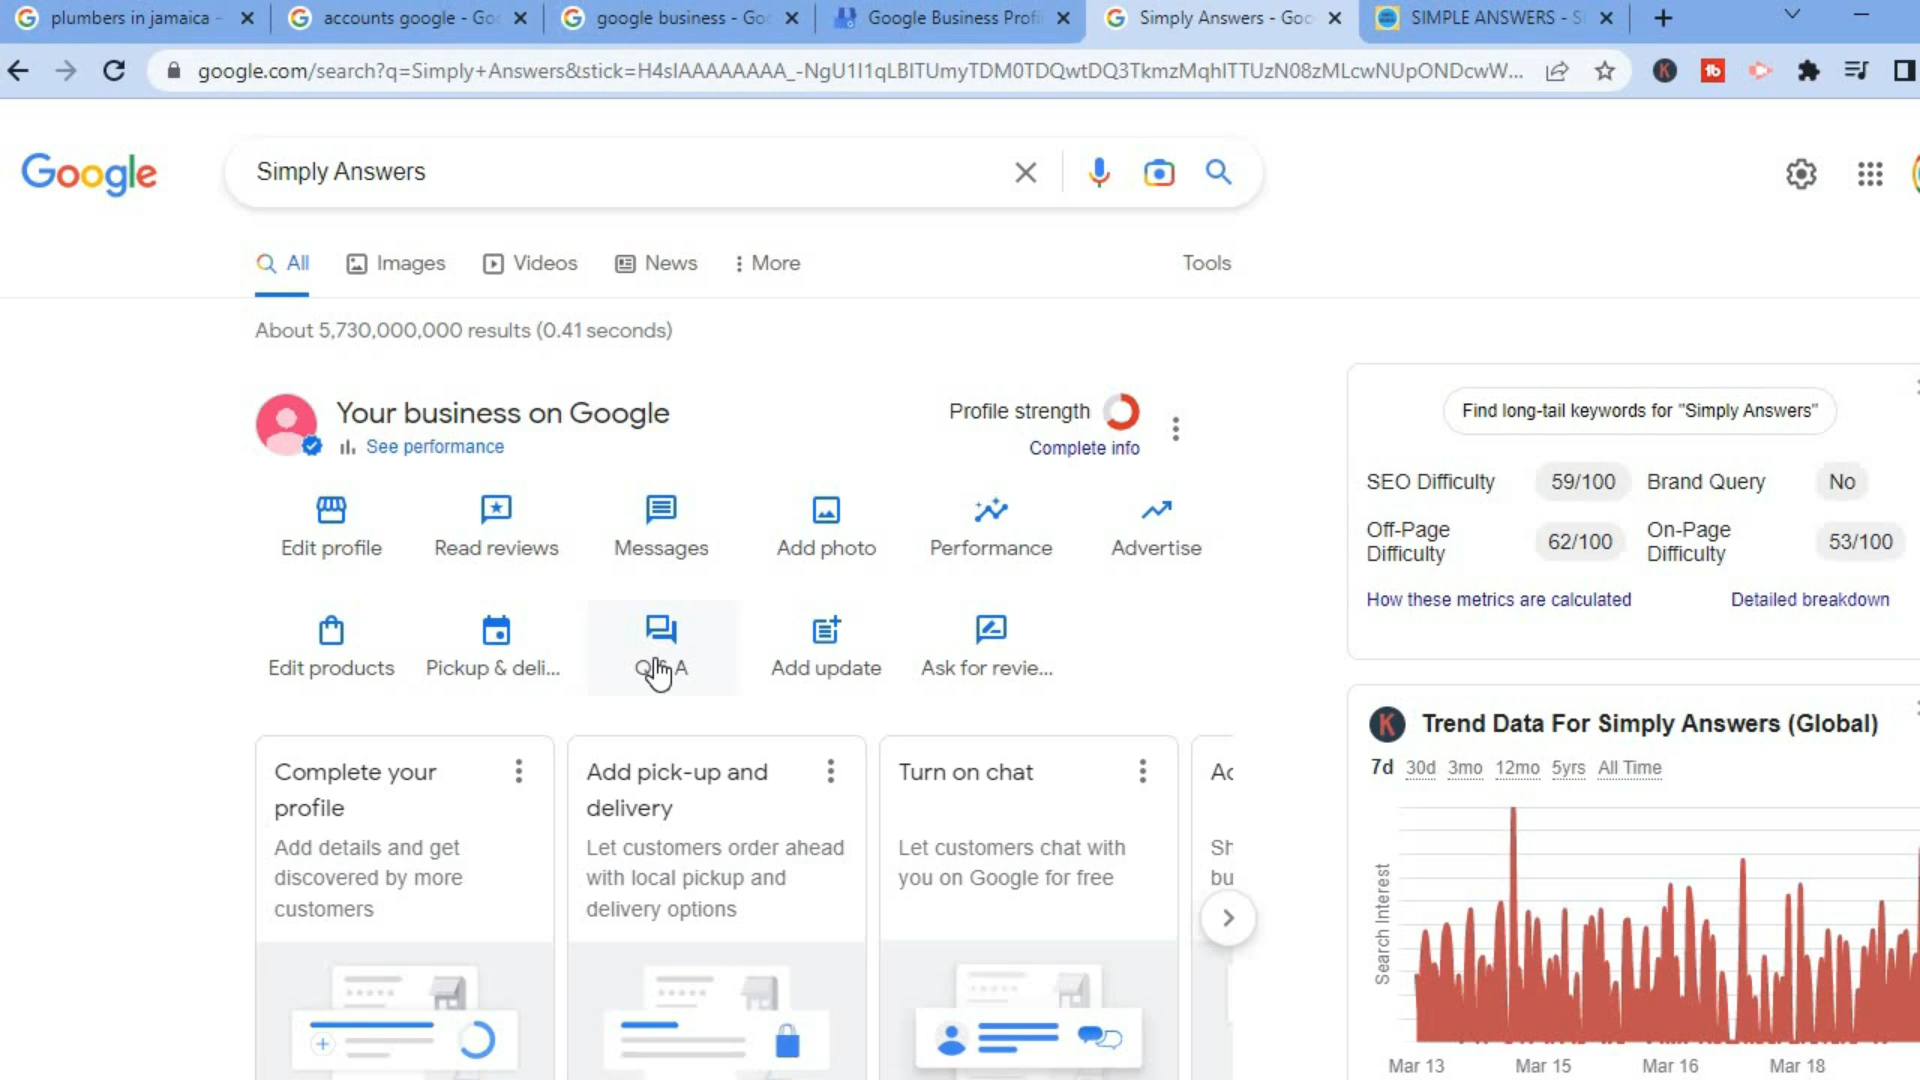 plumbers in jamaica -
accounts google - Goo
google business - Goo
Google Business Profi
Simply Answers - Goo
SIMPLE ANSWERS - S
google.com/search?q=Simply+Answers&stick=H4sIAAAAAAAA_-NgU1I1qLBITUmyTDM0TDQwtDQ3TkmzMqhITTUzN08zMLcwNUpONDcwW...
Google
Simply Answers
All
Images
Videos
News
More
Tools
About 5,730,000,000 results (0.41 seconds)
Your business on Google
See performance
Profile strength
Complete info
Edit profile
Read reviews
Messages
Add photo
Performance
Advertise
Edit products
Pickup & deli...
Q&A
Add update
Ask for revie...
Complete your
profile
Add details and get
discovered by more
customers
Add pick-up and
delivery
Let customers order ahead
with local pickup and
delivery options
Turn on chat
Let customers chat with
you on Google for free
Find long-tail keywords for "Simply Answers"
SEO Difficulty
59/100
Brand Query
No
Off-Page
Difficulty
62/100
On-Page
Difficulty
53/100
How these metrics are calculated
Detailed breakdown
K
Trend Data For Simply Answers (Global)
7d 30d 3mo 12mo 5yrs All Time
Search Interest
Mar 13
Mar 15
Mar 16
Mar 18